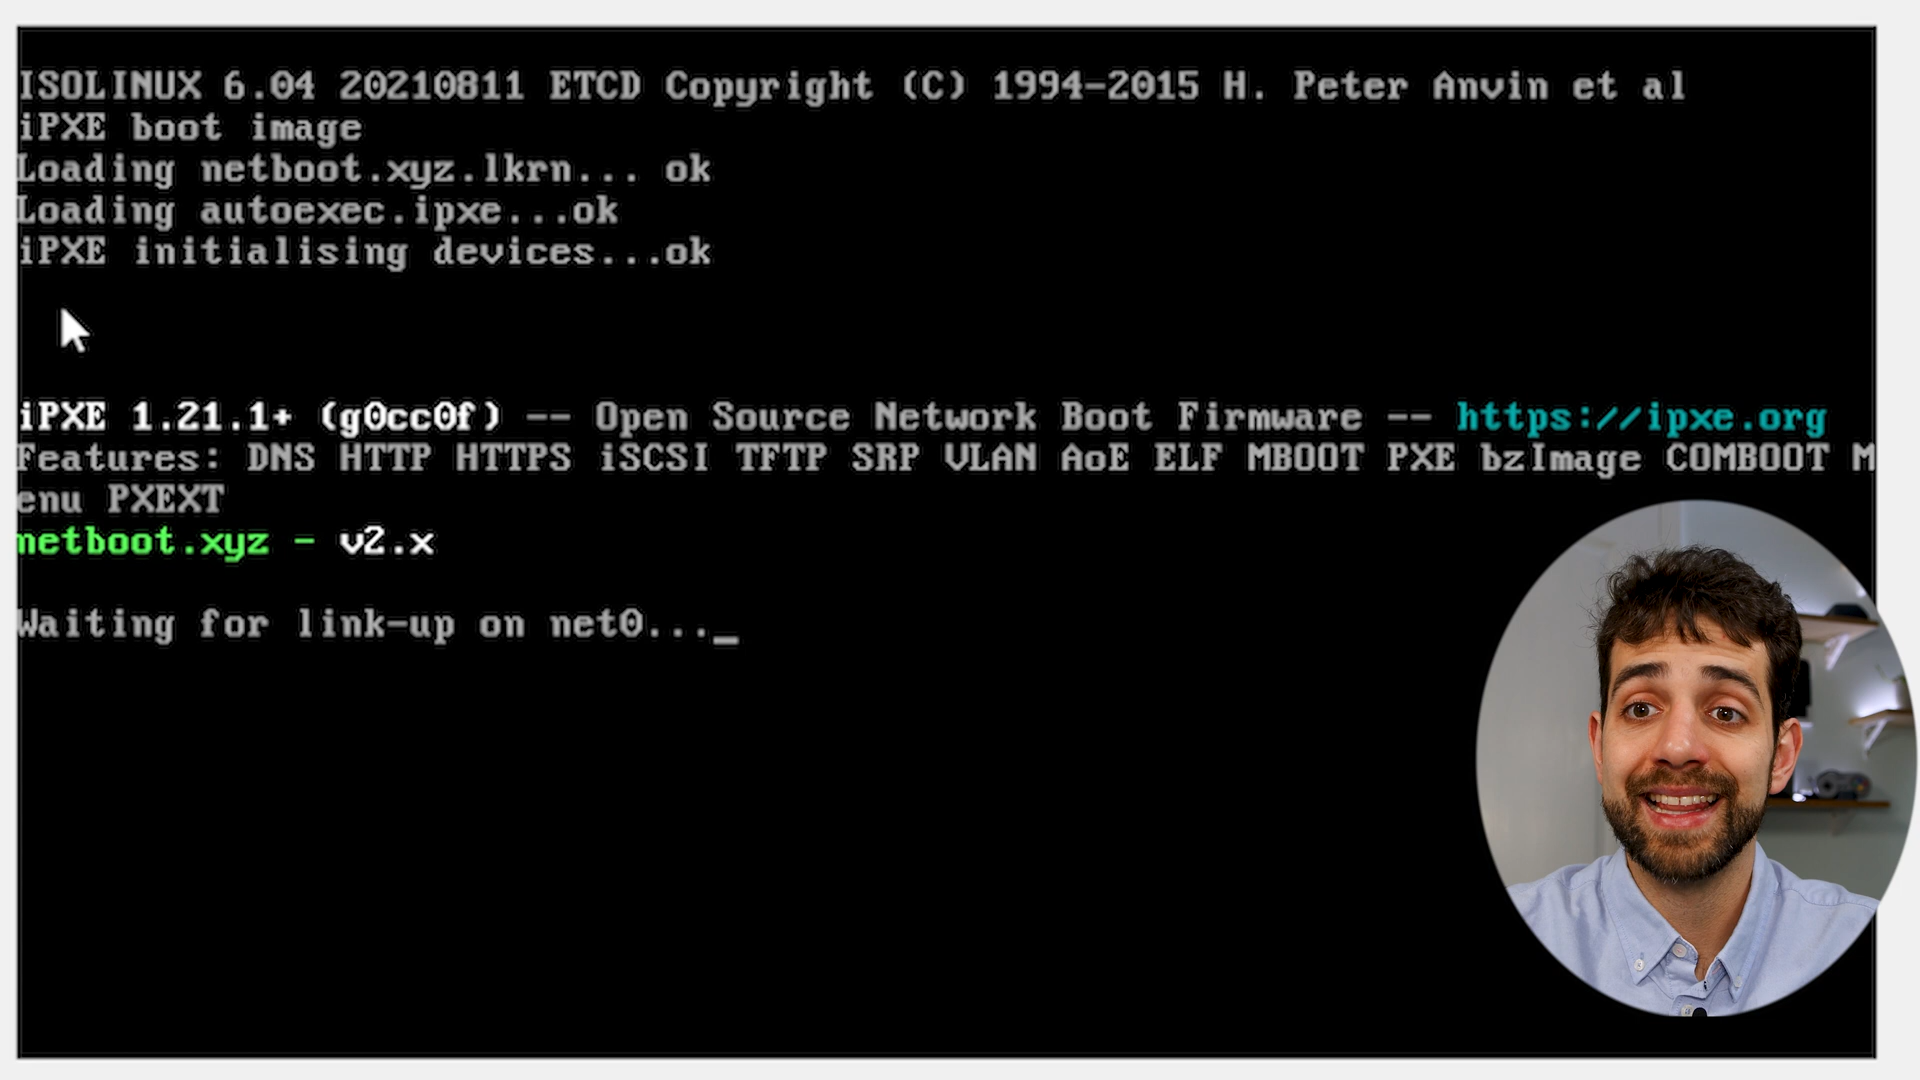 ISOLINUX 6.04 20210811 ETCD Copyright (C) 1994-2015 H. Peter Anvin et al
iPXE boot image
Loading netboot.xyz.lkrn... ok
Loading autoexec.ipxe...ok
iPXE initialising devices...ok
iPXE 1.21.1+ (g0cc0f) -- Open Source Network Boot Firmware -- https://ipxe.org
Features: DNS HTTP HTTPS iSCSI TFTP SRP VLAN AoE ELF MBOOT PXE bzImage COMBOOT M
enu PXEXT
netboot.xyz - v2.x
Waiting for link-up on net0..._